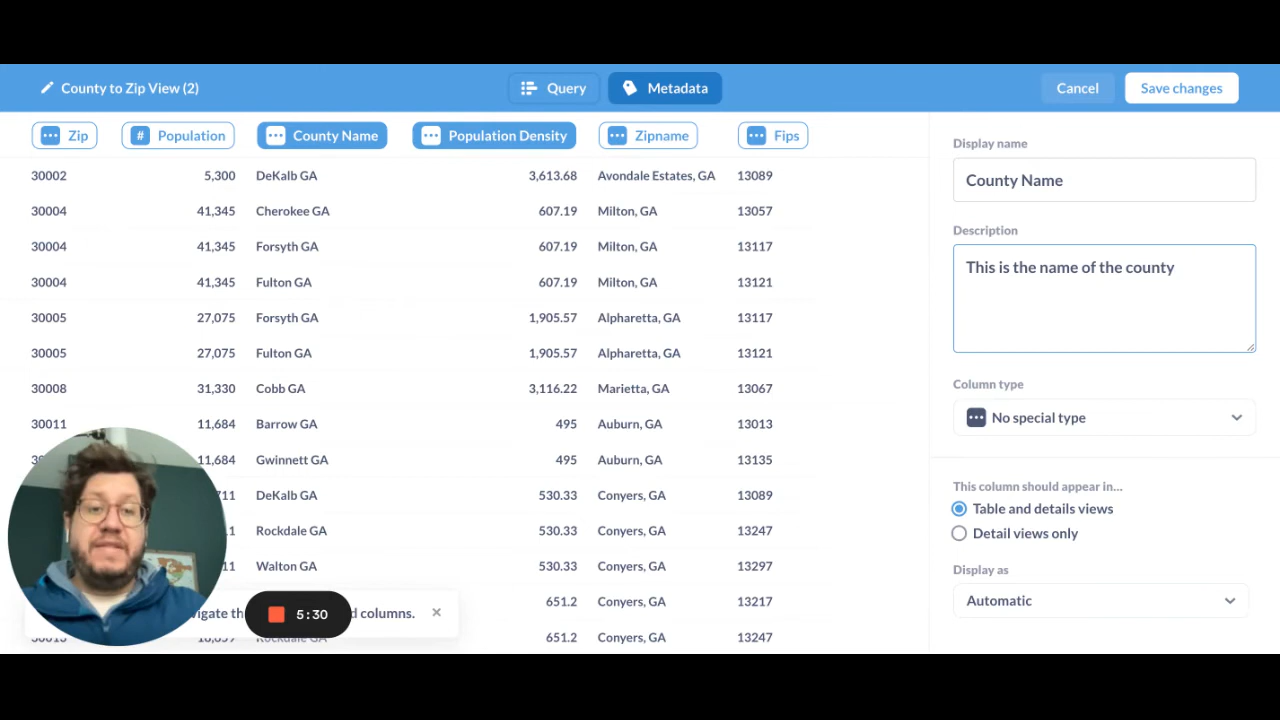 County to Zip View (2)
Query
Metadata
Cancel
Save changes
Zip
# Population
County Name
Population Density
Zipname
Fips
30002 5,300 DeKalb GA 3,613.68 Avondale Estates, GA 13089
30004 41,345 Cherokee GA 607.19 Milton, GA 13057
30004 41,345 Forsyth GA 607.19 Milton, GA 13117
30004 41,345 Fulton GA 607.19 Milton, GA 13121
30005 27,075 Forsyth GA 1,905.57 Alpharetta, GA 13117
30005 27,075 Fulton GA 1,905.57 Alpharetta, GA 13121
30008 31,330 Cobb GA 3,116.22 Marietta, GA 13067
30011 11,684 Barrow GA 495 Auburn, GA 13013
11,684 Gwinnett GA 495 Auburn, GA 13135
DeKalb GA 530.33 Conyers, GA 13089
Rockdale GA 530.33 Conyers, GA 13247
Walton GA 530.33 Conyers, GA 13297
651.2 Conyers, GA 13217
Rockdale GA 651.2 Conyers, GA 13247
columns.
5:30
Display name
County Name
Description
This is the name of the county
Column type
No special type
This column should appear in...
Table and details views
Detail views only
Display as
Automatic